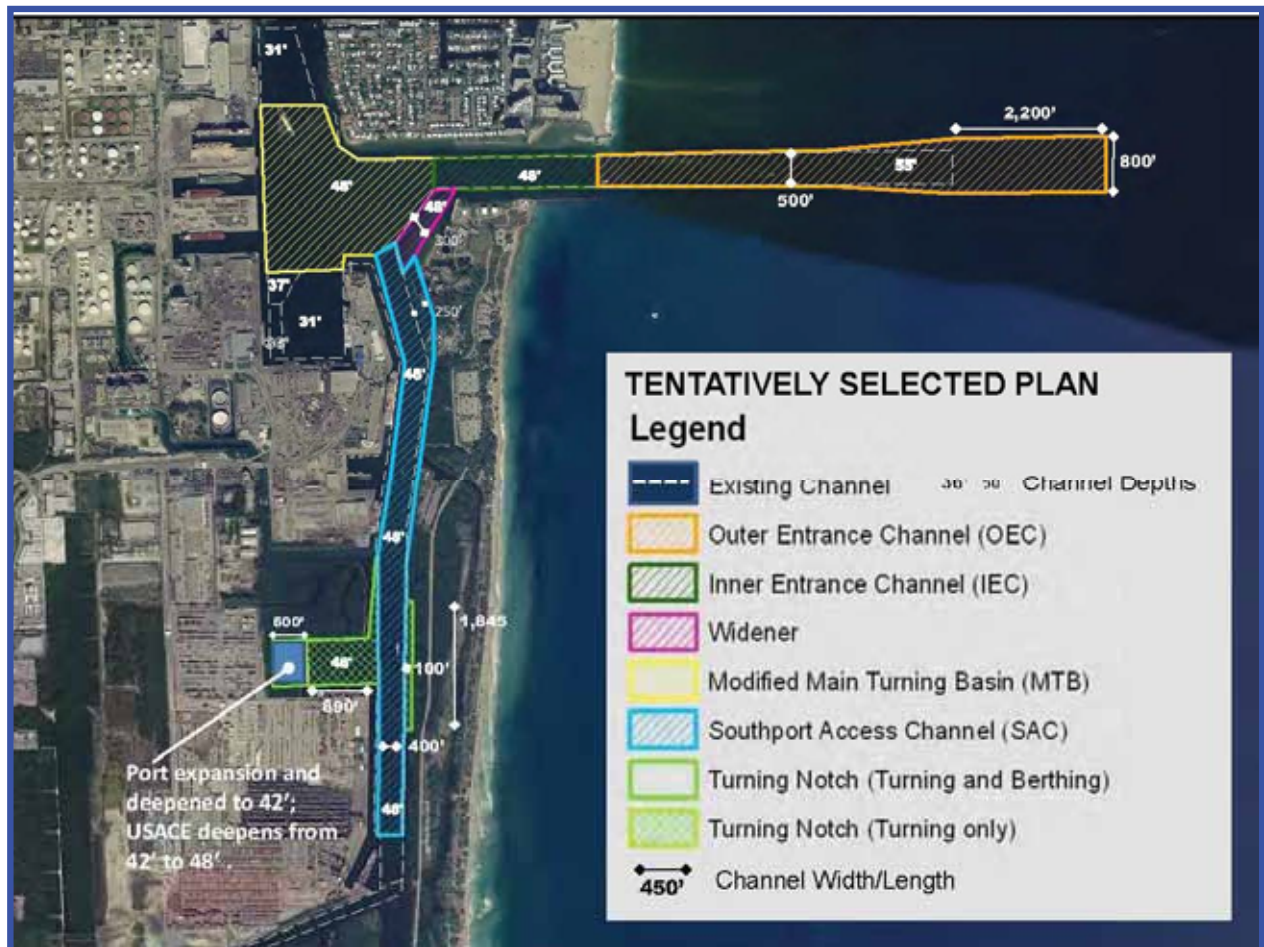 31'
2,200'
800'
55'
500'
48'
48'
48'
300'
250'
37'
31'
48'
48'
600'
1,845
48'
100'
890'
400'
48'
Port expansion and
deepened to 42’;
USACE deepens from
42’ to 48’ .
TENTATIVELY SELECTED PLAN
Legend
Existing Channel
Channel Depths
Outer Entrance Channel (OEC)
Inner Entrance Channel (IEC)
Widener
Modified Main Turning Basin (MTB)
Southport Access Channel (SAC)
Turning Notch (Turning and Berthing)
Turning Notch (Turning only)
450' Channel Width/Length